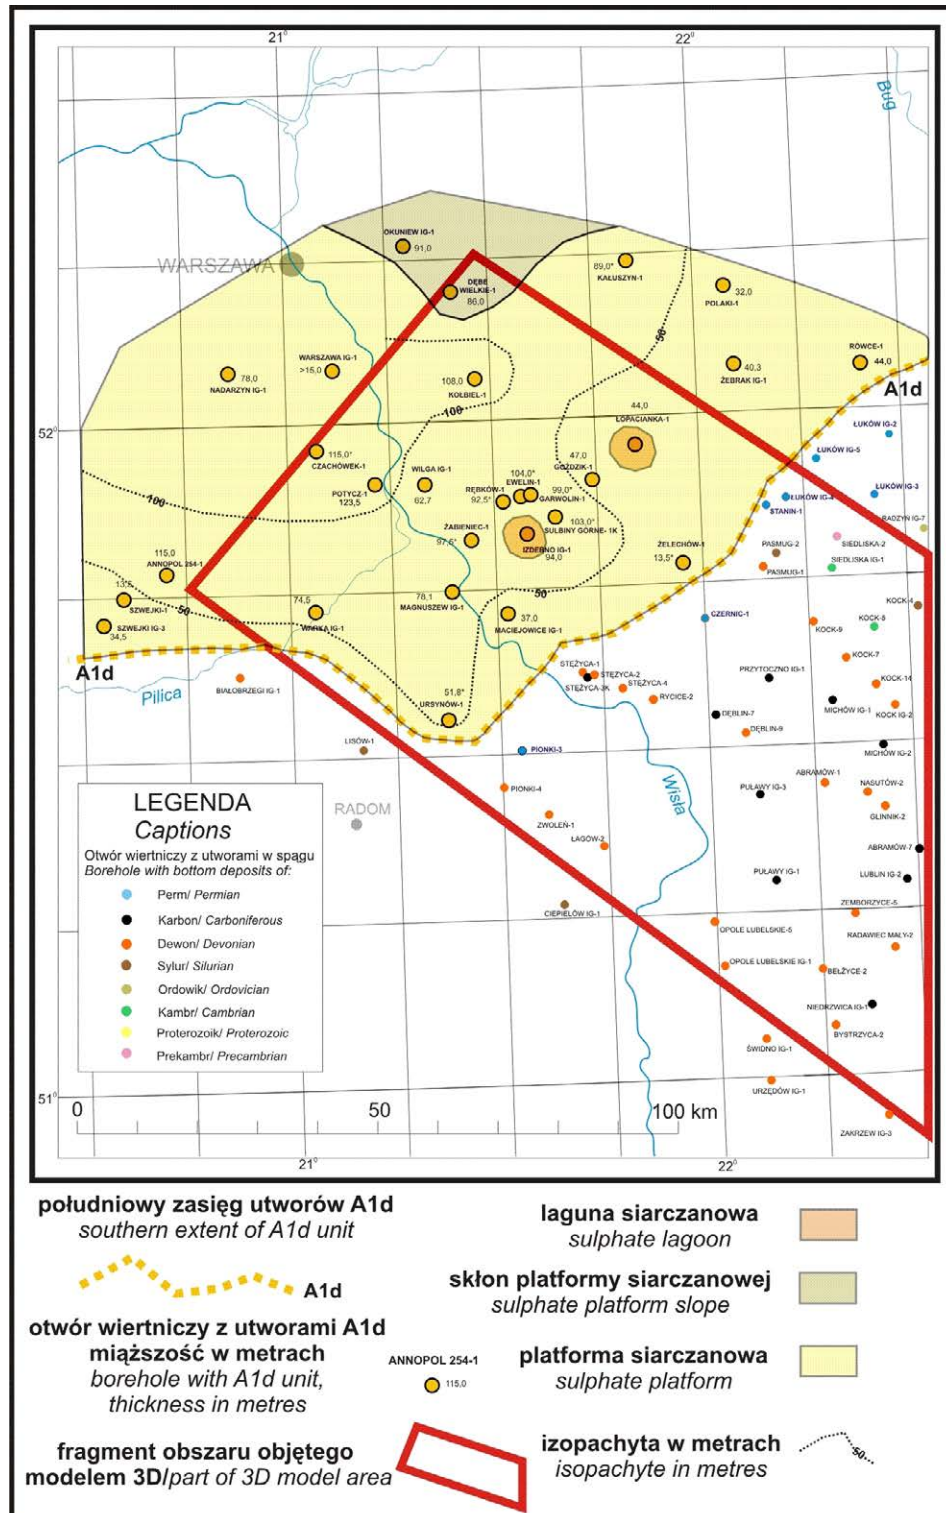 21⁰
22⁰
Bug
OKUNIEW IG-1
91,0
WARSZAWA
DĘBE
WIELKIE-1
86,0
89,0*
KAŁUSZYN-1
32,0
POLAKI-1
50
WARSZAWA IG-1
>15,0
78,0
NADARZYN IG-1
108,0
KOŁBIEL-1
100
40,3
ŻEBRAK IG-1
RÓWCE-1
44,0
A1d
44,0
ŁOPACIANKA-1
ŁUKÓW IG-2
52⁰
115,0*
CZACHÓWEK-1
ŁUKÓW IG-5
100
POTYCZ-1
123,5
WILGA IG-1
62,7
47,0
GOŹDZIK-1
104,0*
EWELIN-1
RĘBKÓW-1
92,5*
99,0*
GARWOLIN-1
103,0*
SULBINY GÓRNE- 1K
ŁUKÓW IG-3
ŁUKÓW IG-4
STANIN-1
RADZYŃ IG-7
ŻABIENIEC-1
97,6*
IZDEBNO IG-1
94,0
SIEDLISKA-2
PASMUG-2
SIEDLISKA IG-1
PASMUG-1
ŻELECHÓW-1
13,5*
115,0
ANNOPOL 254-1
13,5
SZWEJKI-1
50
SZWEJKI IG-3
34,5
74,5
WARKA IG-1
78,1
MAGNUSZEW IG-1
50
37,0
MACIEJOWICE IG-1
CZERNIC-1
KOCK-4
KOCK-8
KOCK-9
KOCK-7
A1d
Pilica
BIAŁOBRZEGI IG-1
STĘŻYCA-1
STĘŻYCA-2
STĘŻYCA-3K
STĘŻYCA-4
RYCICE-2
PRZYTOCZNO IG-1
KOCK-14
51,8*
URSYNÓW-1
DĘBLIN-7
DĘBLIN-9
MICHÓW IG-1
KOCK IG-2
LISÓW-1
PIONKI-3
MICHÓW IG-2
LEGENDA
Captions
Otwór wiertniczy z utworami w spągu
Borehole with bottom deposits of:
Perm/ Permian
Karbon/ Carboniferous
Dewon/ Devonian
Sylur/ Silurian
Ordowik/ Ordovician
Kambr/ Cambrian
Proterozoik/ Proterozoic
Prekambr/ Precambrian
RADOM
PIONKI-4
ZWOLEŃ-1
ŁAGÓW-2
Wisła
PUŁAWY IG-3
ABRAMÓW-1
NASUTÓW-2
GLINNIK-2
ABRAMÓW-7
PUŁAWY IG-1
LUBLIN IG-2
CIEPIELÓW IG-1
ZEMBORZYCE-5
OPOLE LUBELSKIE-5
RADAWIEC MAŁY-2
OPOLE LUBELSKIE IG-1
BEŁŻYCE-2
NIEDRZWICA IG-1
BYSTRZYCA-2
ŚWIDNO IG-1
URZĘDÓW IG-1
ZAKRZEW IG-3
51⁰
0 50 100 km
21⁰
22⁰
południowy zasięg utworów A1d
southern extent of A1d unit
A1d
otwór wiertniczy z utworami A1d
miąższość w metrach
borehole with A1d unit,
thickness in metres
ANNOPOL 254-1
115,0
fragment obszaru objętego
modelem 3D/part of 3D model area
laguna siarczanowa
sulphate lagoon
skłon platformy siarczanowej
sulphate platform slope
platforma siarczanowa
sulphate platform
izopachyta w metrach
isopachyte in metres
50